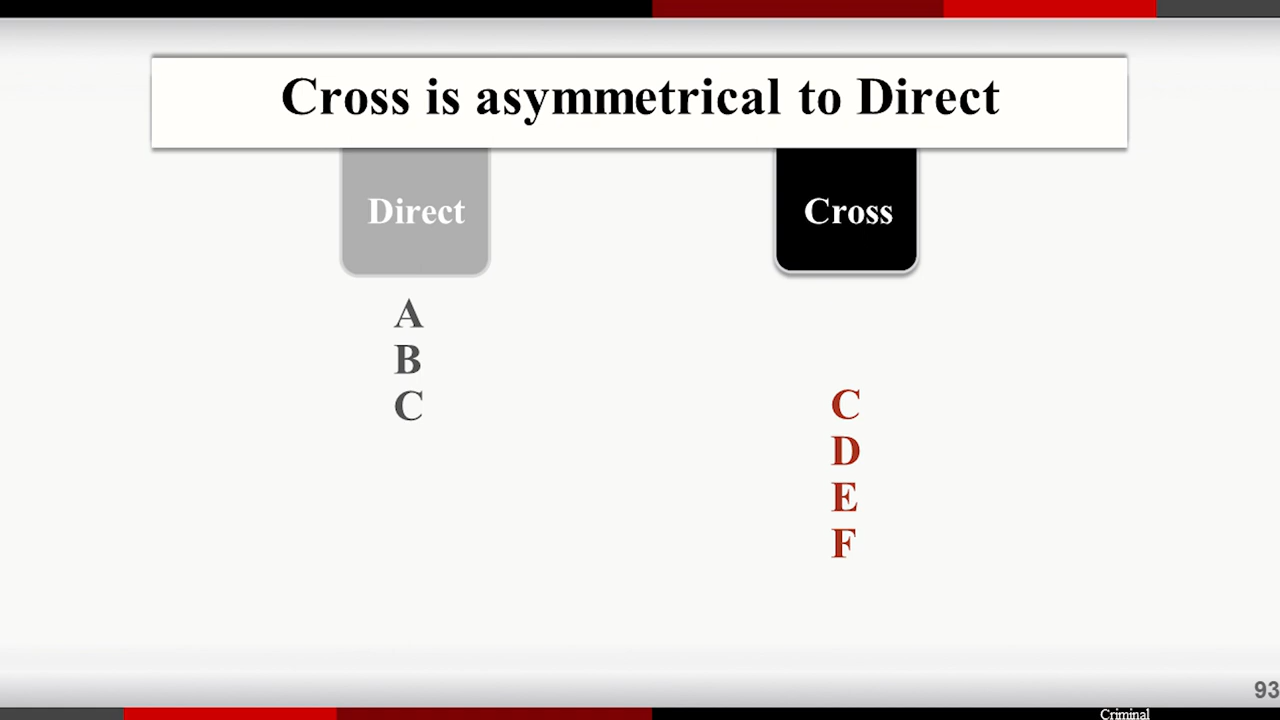 Cross is asymmetrical to Direct
Direct
Cross
A
B
C
C
D
E
F
93
Criminal